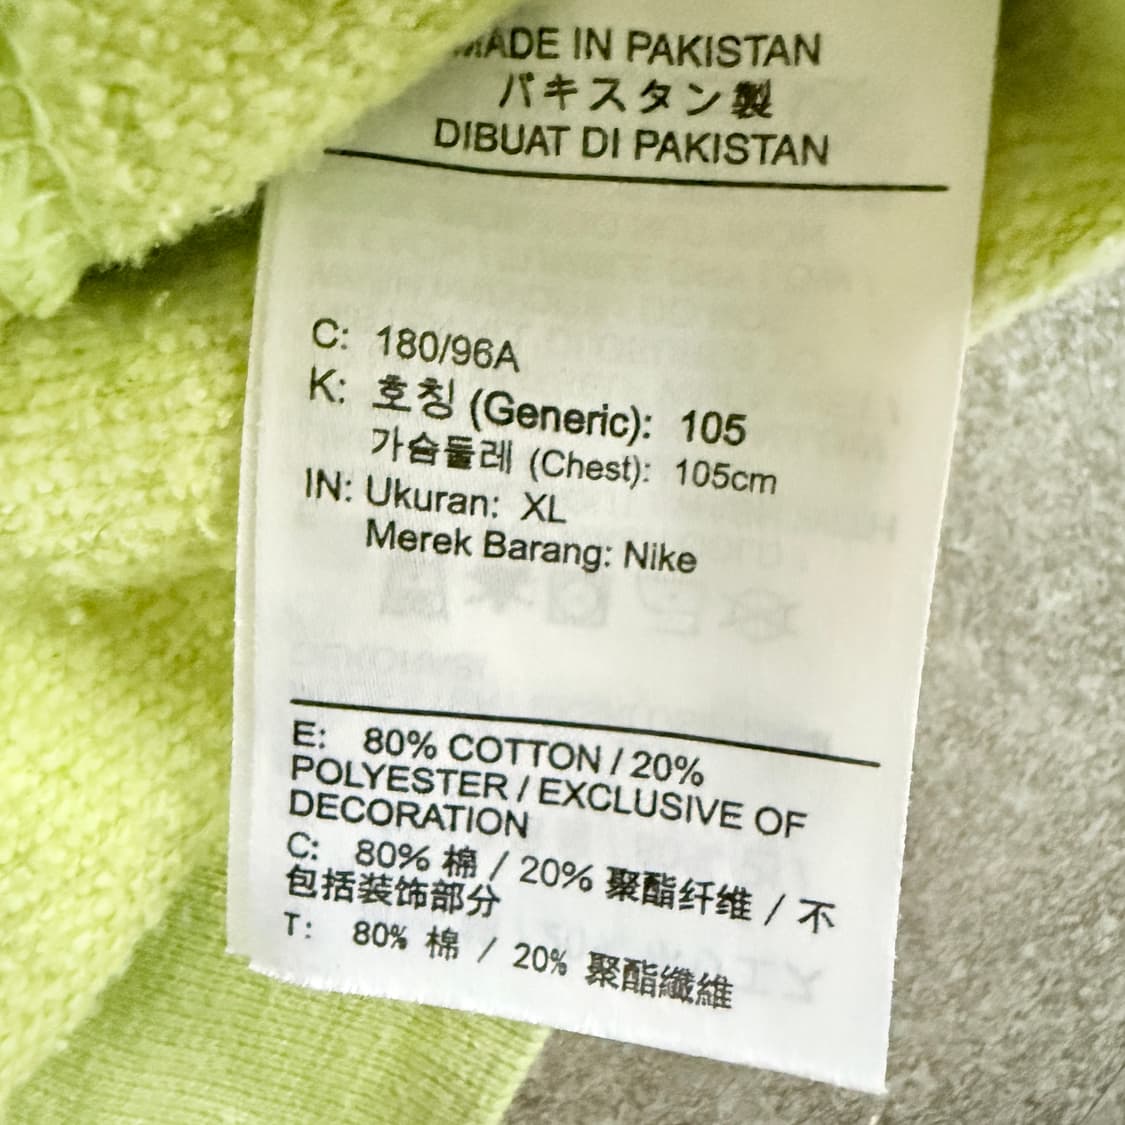 MADE IN PAKISTAN
パキスタン製
DIBUAT DI PAKISTAN
C: 180/96A
K: 호칭 (Generic): 105
가슴둘레 (Chest): 105cm
IN: Ukuran: XL
Merek Barang: Nike
E: 80% COTTON / 20%
POLYESTER / EXCLUSIVE OF
DECORATION
C: 80% 棉 / 20% 聚酯纤维 / 不
包括装饰部分
T: 80% 棉 / 20% 聚酯纖維